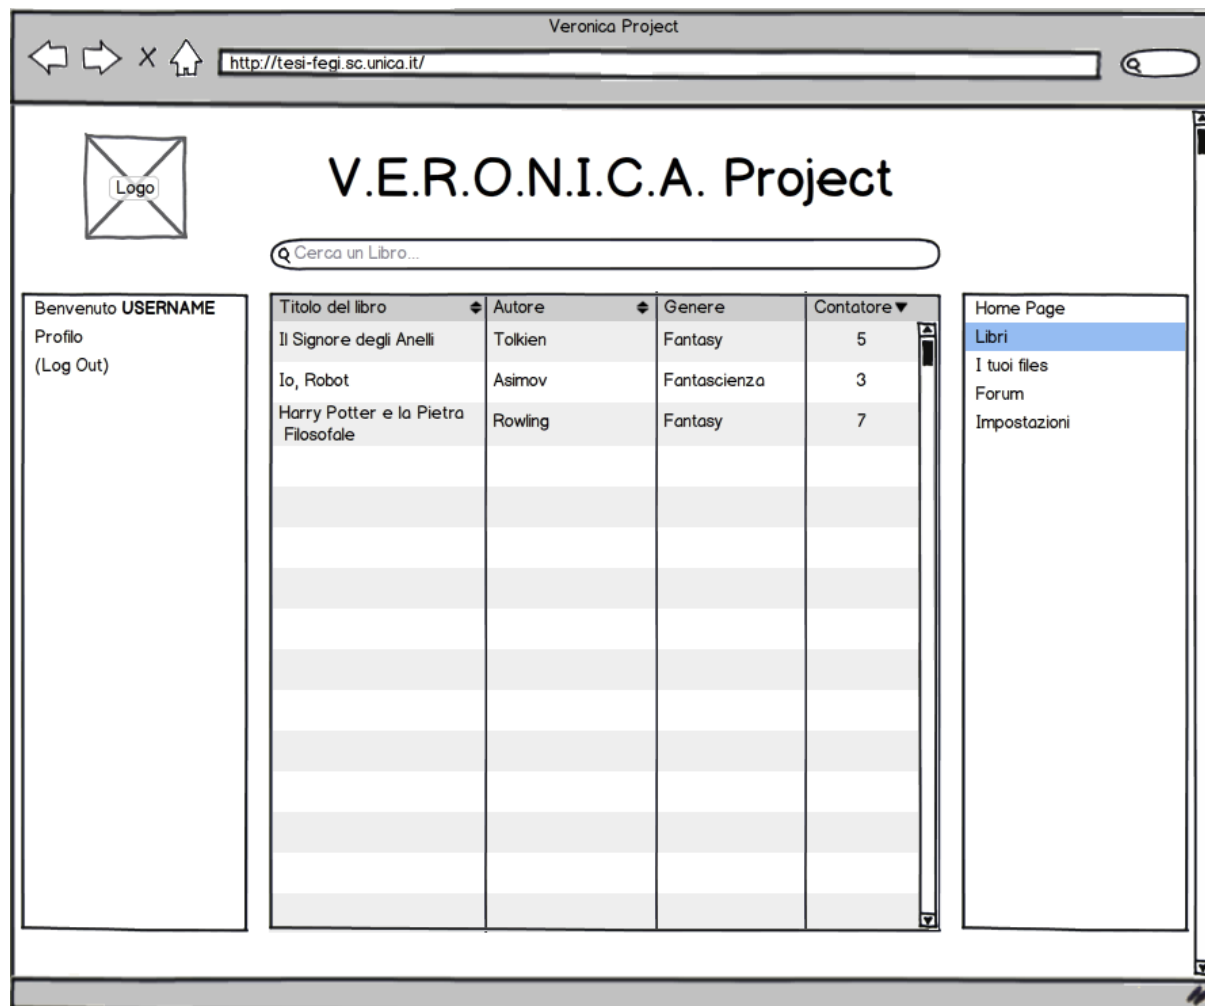 Veronica Project
http://tesi-fegi.sc.unica.it/
Logo
V.E.R.O.N.I.C.A. Project
Cerca un Libro...
Benvenuto USERNAME
Profilo
(Log Out)
Titolo del libro Autore Genere Contatore
Il Signore degli Anelli Tolkien Fantasy 5
Io, Robot Asimov Fantascienza 3
Harry Potter e la Pietra
Filosofale Rowling Fantasy 7
Home Page
Libri
I tuoi files
Forum
Impostazioni